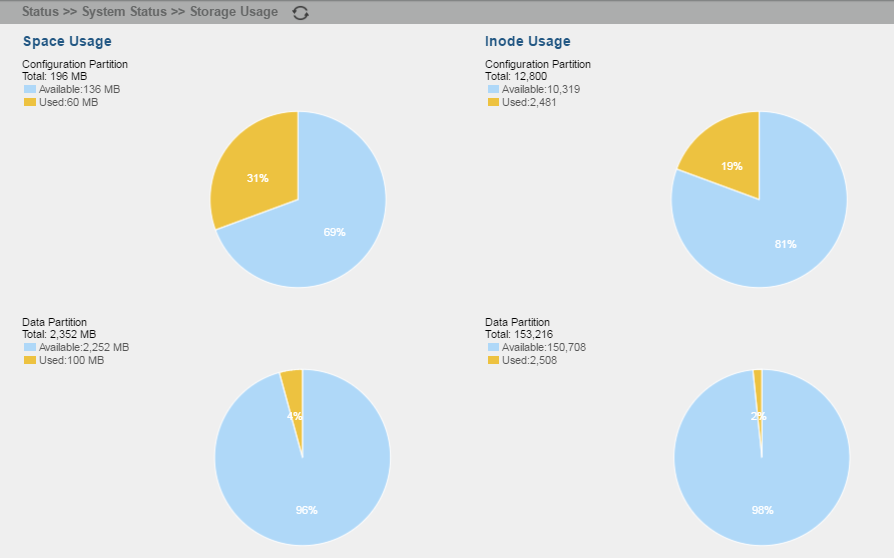 Status >> System Status >> Storage Usage
Space Usage
Configuration Partition
Total: 196 MB
Available:136 MB
Used:60 MB
31%
69%
Data Partition
Total: 2,352 MB
Available:2,252 MB
Used:100 MB
4%
96%
Inode Usage
Configuration Partition
Total: 12,800
Available:10,319
Used:2,481
19%
81%
Data Partition
Total: 153,216
Available:150,708
Used:2,508
2%
98%